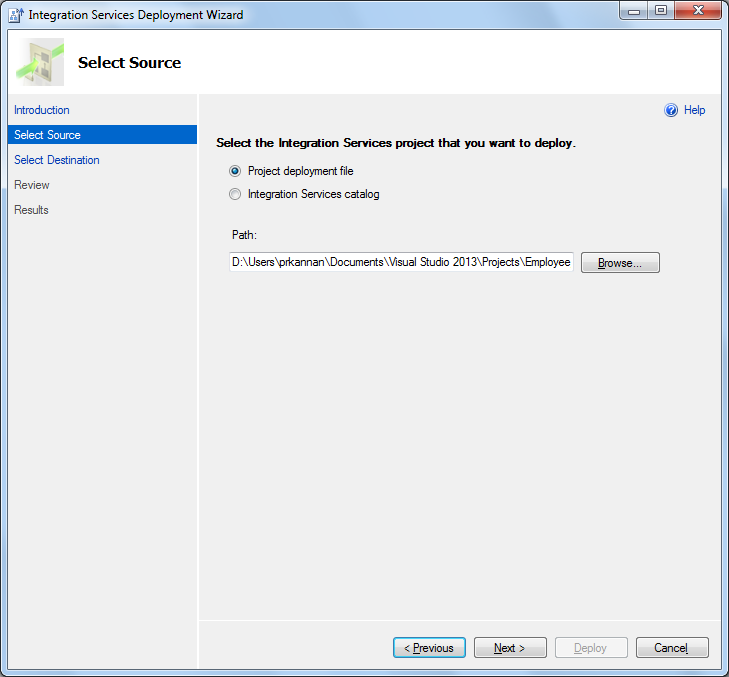 Integration Services Deployment Wizard
Select Source
Introduction
Select Source
Select Destination
Review
Results
Help
Select the Integration Services project that you want to deploy.
Project deployment file
Integration Services catalog
Path:
D:\Users\prkannan\Documents\Visual Studio 2013\Projects\Employee
Browse...
< Previous
Next >
Deploy
Cancel